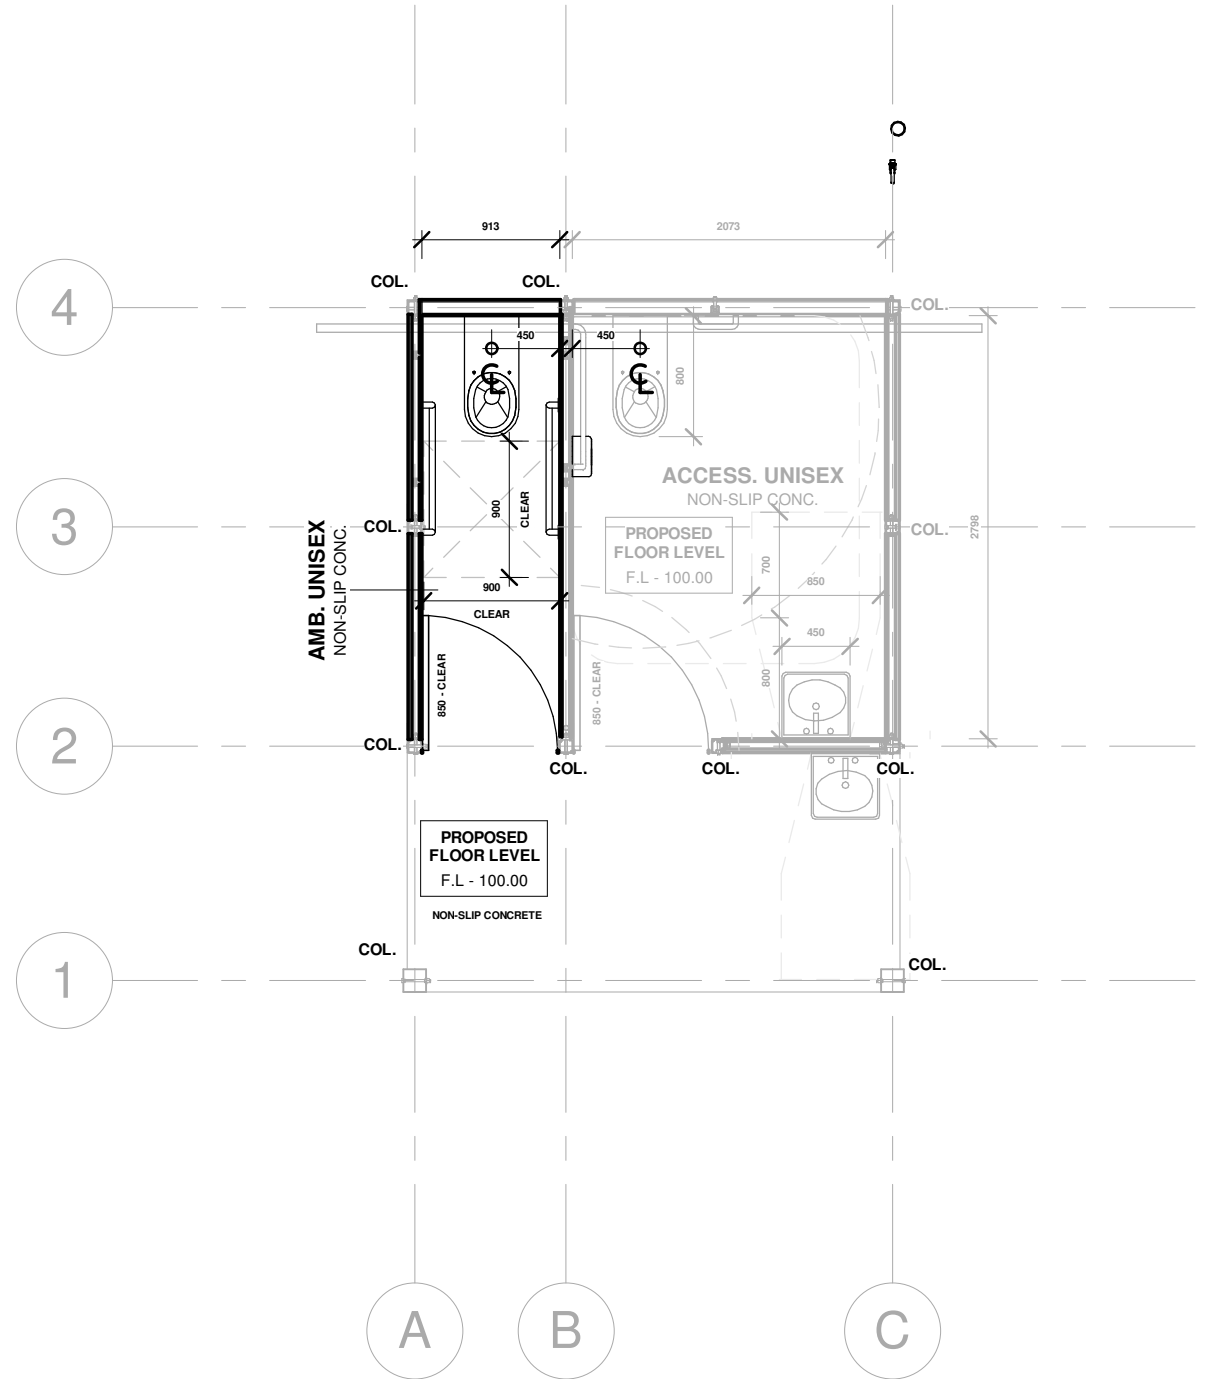 913
2073
COL.
COL.
COL.
4
450
450
CL
CL
800
ACCESS. UNISEX
NON-SLIP CONC.
900
CLEAR
3
COL.
COL.
2798
PROPOSED
FLOOR LEVEL
F.L - 100.00
AMB. UNISEX
NON-SLIP CONC.
700
850
900
CLEAR
450
850 - CLEAR
850 - CLEAR
800
2
COL.
COL.
COL.
COL.
PROPOSED
FLOOR LEVEL
F.L - 100.00
NON-SLIP CONCRETE
COL.
COL.
1
A
B
C